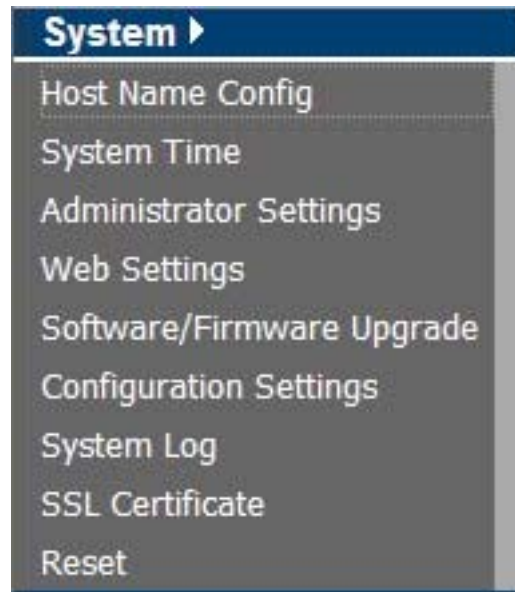 System
Host Name Config
System Time
Administrator Settings
Web Settings
Software/Firmware Upgrade
Configuration Settings
System Log
SSL Certificate
Reset